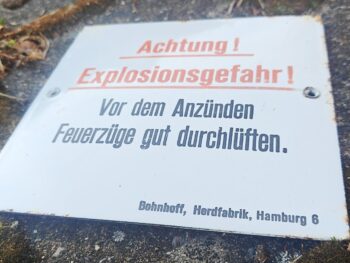 Achtung!
Explosionsgefahr!
Vor dem Anzünden
Feuerzüge gut durchlüften.
Bohnhoff, Herdfabrik, Hamburg 6